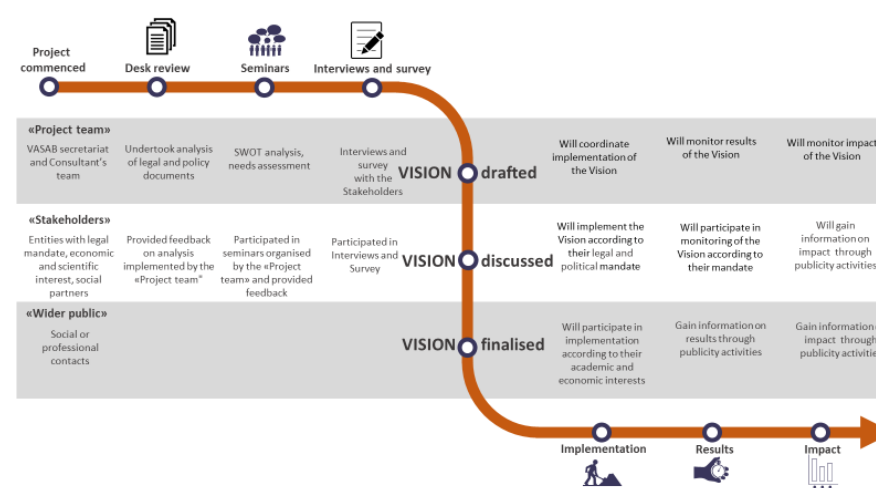 Project
commenced
Desk review
Seminars
Interviews and survey
«Project team»
VASAB secretariat
and Consultant's
team
Undertook analysis
of legal and policy
documents
SWOT analysis,
needs assessment
Interviews and
survey
with the
Stakeholders
VISION drafted
Will coordinate
implementation of
the Vision
Will monitor results
of the Vision
Will monitor impact
of the Vision
«Stakeholders»
Entities with legal
mandate, economic
and scientific
interest, social
partners
Provided feedback
on analysis
implemented by the
«Project team"
Participated in
seminars organised
by the «Project
team» and provided
feedback
Participated in
Interviews and
Survey
VISION discussed
Will implement the
Vision according to
their legal and
political mandate
Will participate in
monitoring of the
Vision according to
their mandate
Will gain
information on
impact through
publicity activities
«Wider public»
Social or
professional
contacts
VISION finalised
Will participate in
implementation
according to their
academic and
economic interests
Gain information on
results through
publicity activities
Gain information
impact through
publicity activitie
Implementation
Results
Impact